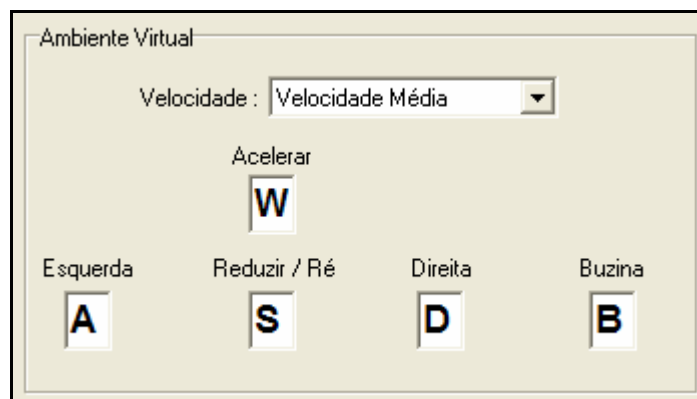 Ambiente Virtual
Velocidade : Velocidade Média
Acelerar
W
Esquerda Reduzir / Ré Direita Buzina
A S D B